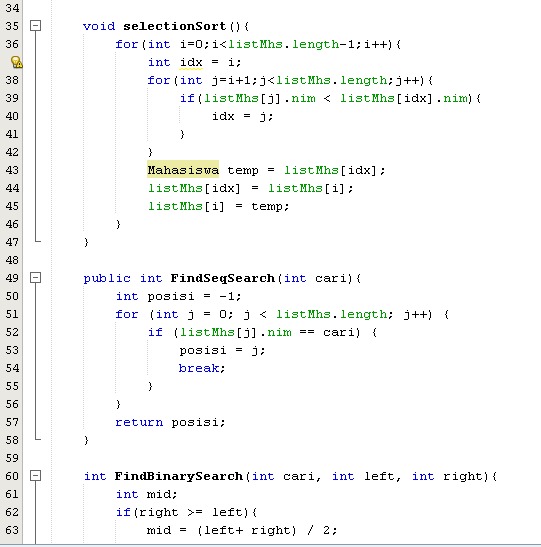 34
35 void selectionSort(){
36 for(int i=0;i<listMhs.length-1;i++){
int idx = i;
38 for(int j=i+1;j<listMhs.length;j++){
39 if(listMhs[j].nim < listMhs[idx].nim){
40 idx = j;
41 }
42 }
43 Mahasiswa temp = listMhs[idx];
44 listMhs[idx] = listMhs[i];
45 listMhs[i] = temp;
46 }
47 }
48
49 public int FindSeqSearch(int cari){
50 int posisi = -1;
51 for (int j = 0; j < listMhs.length; j++) {
52 if (listMhs[j].nim == cari) {
53 posisi = j;
54 break;
55 }
56 }
57 return posisi;
58 }
59
60 int FindBinarySearch(int cari, int left, int right){
61 int mid;
62 if(right >= left){
63 mid = (left+ right) / 2;